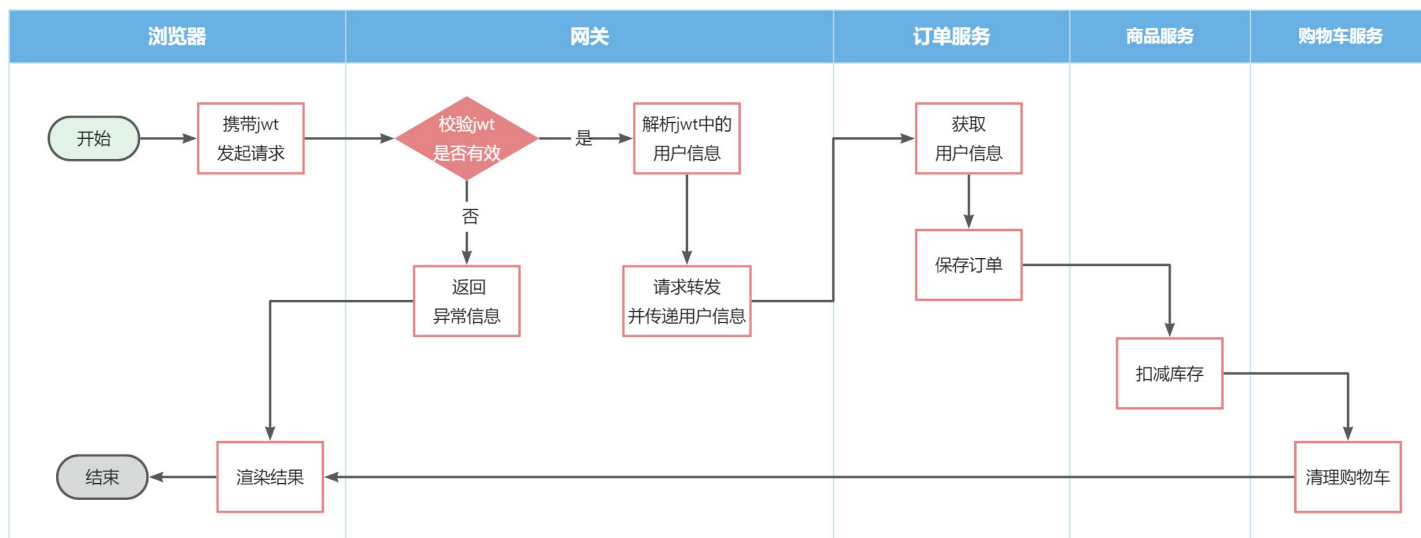 浏览器
网关
订单服务
商品服务
购物车服务
开始
携带jwt
发起请求
校验jwt
是否有效
是
解析jwt中的
用户信息
获取
用户信息
否
返回
异常信息
请求转发
并传递用户信息
保存订单
扣减库存
清理购物车
渲染结果
结束